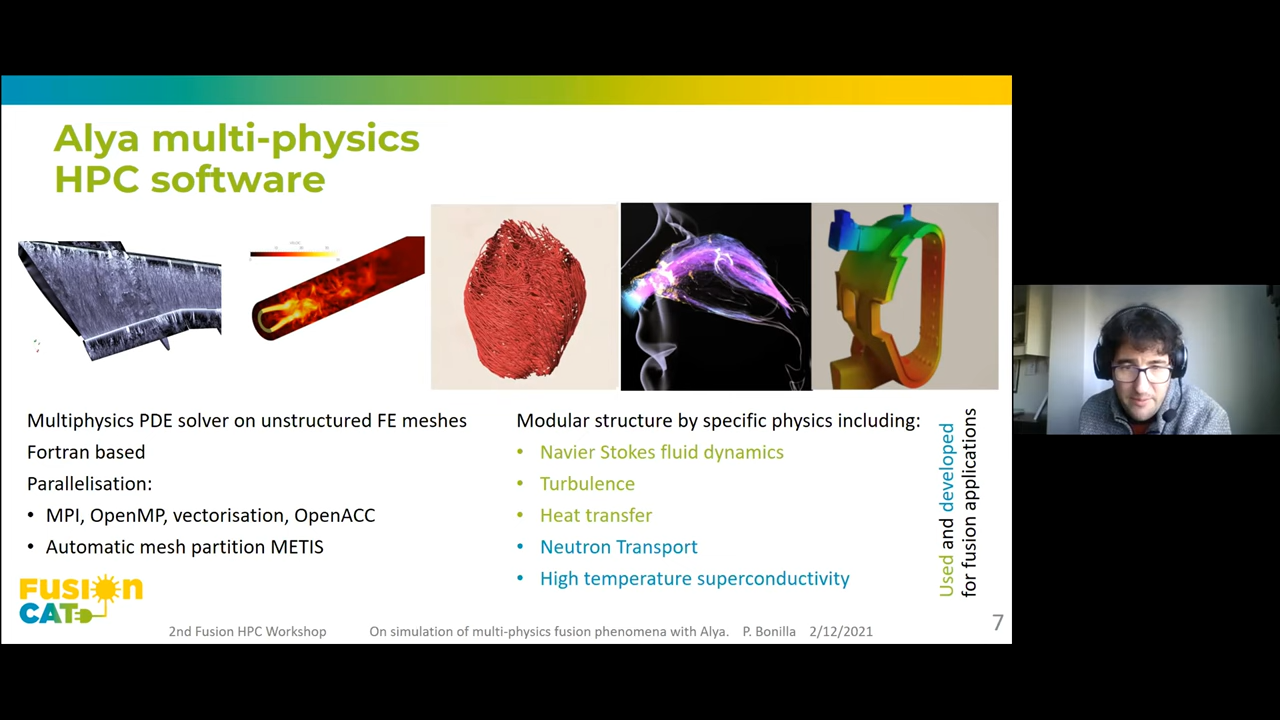 Alya multi-physics
HPC software
Multiphysics PDE solver on unstructured FE meshes
Fortran based
Parallelisation:
• MPI, OpenMP, vectorisation, OpenACC
• Automatic mesh partition METIS
Modular structure by specific physics including:
• Navier Stokes fluid dynamics
• Turbulence
• Heat transfer
• Neutron Transport
• High temperature superconductivity
Used and developed
for fusion applications
FUSION
CAT
2nd Fusion HPC Workshop On simulation of multi-physics fusion phenomena with Alya. P. Bonilla 2/12/2021
7